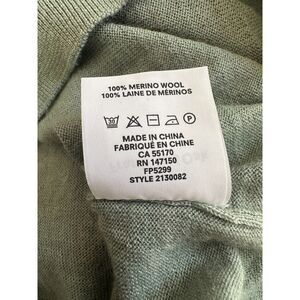 100% MERINO WOOL
100% LAINE DE MÉRINOS
MADE IN CHINA
FABRIQUÉ EN CHINE
CA 55170
RN 147150
FP5299
STYLE 2130082